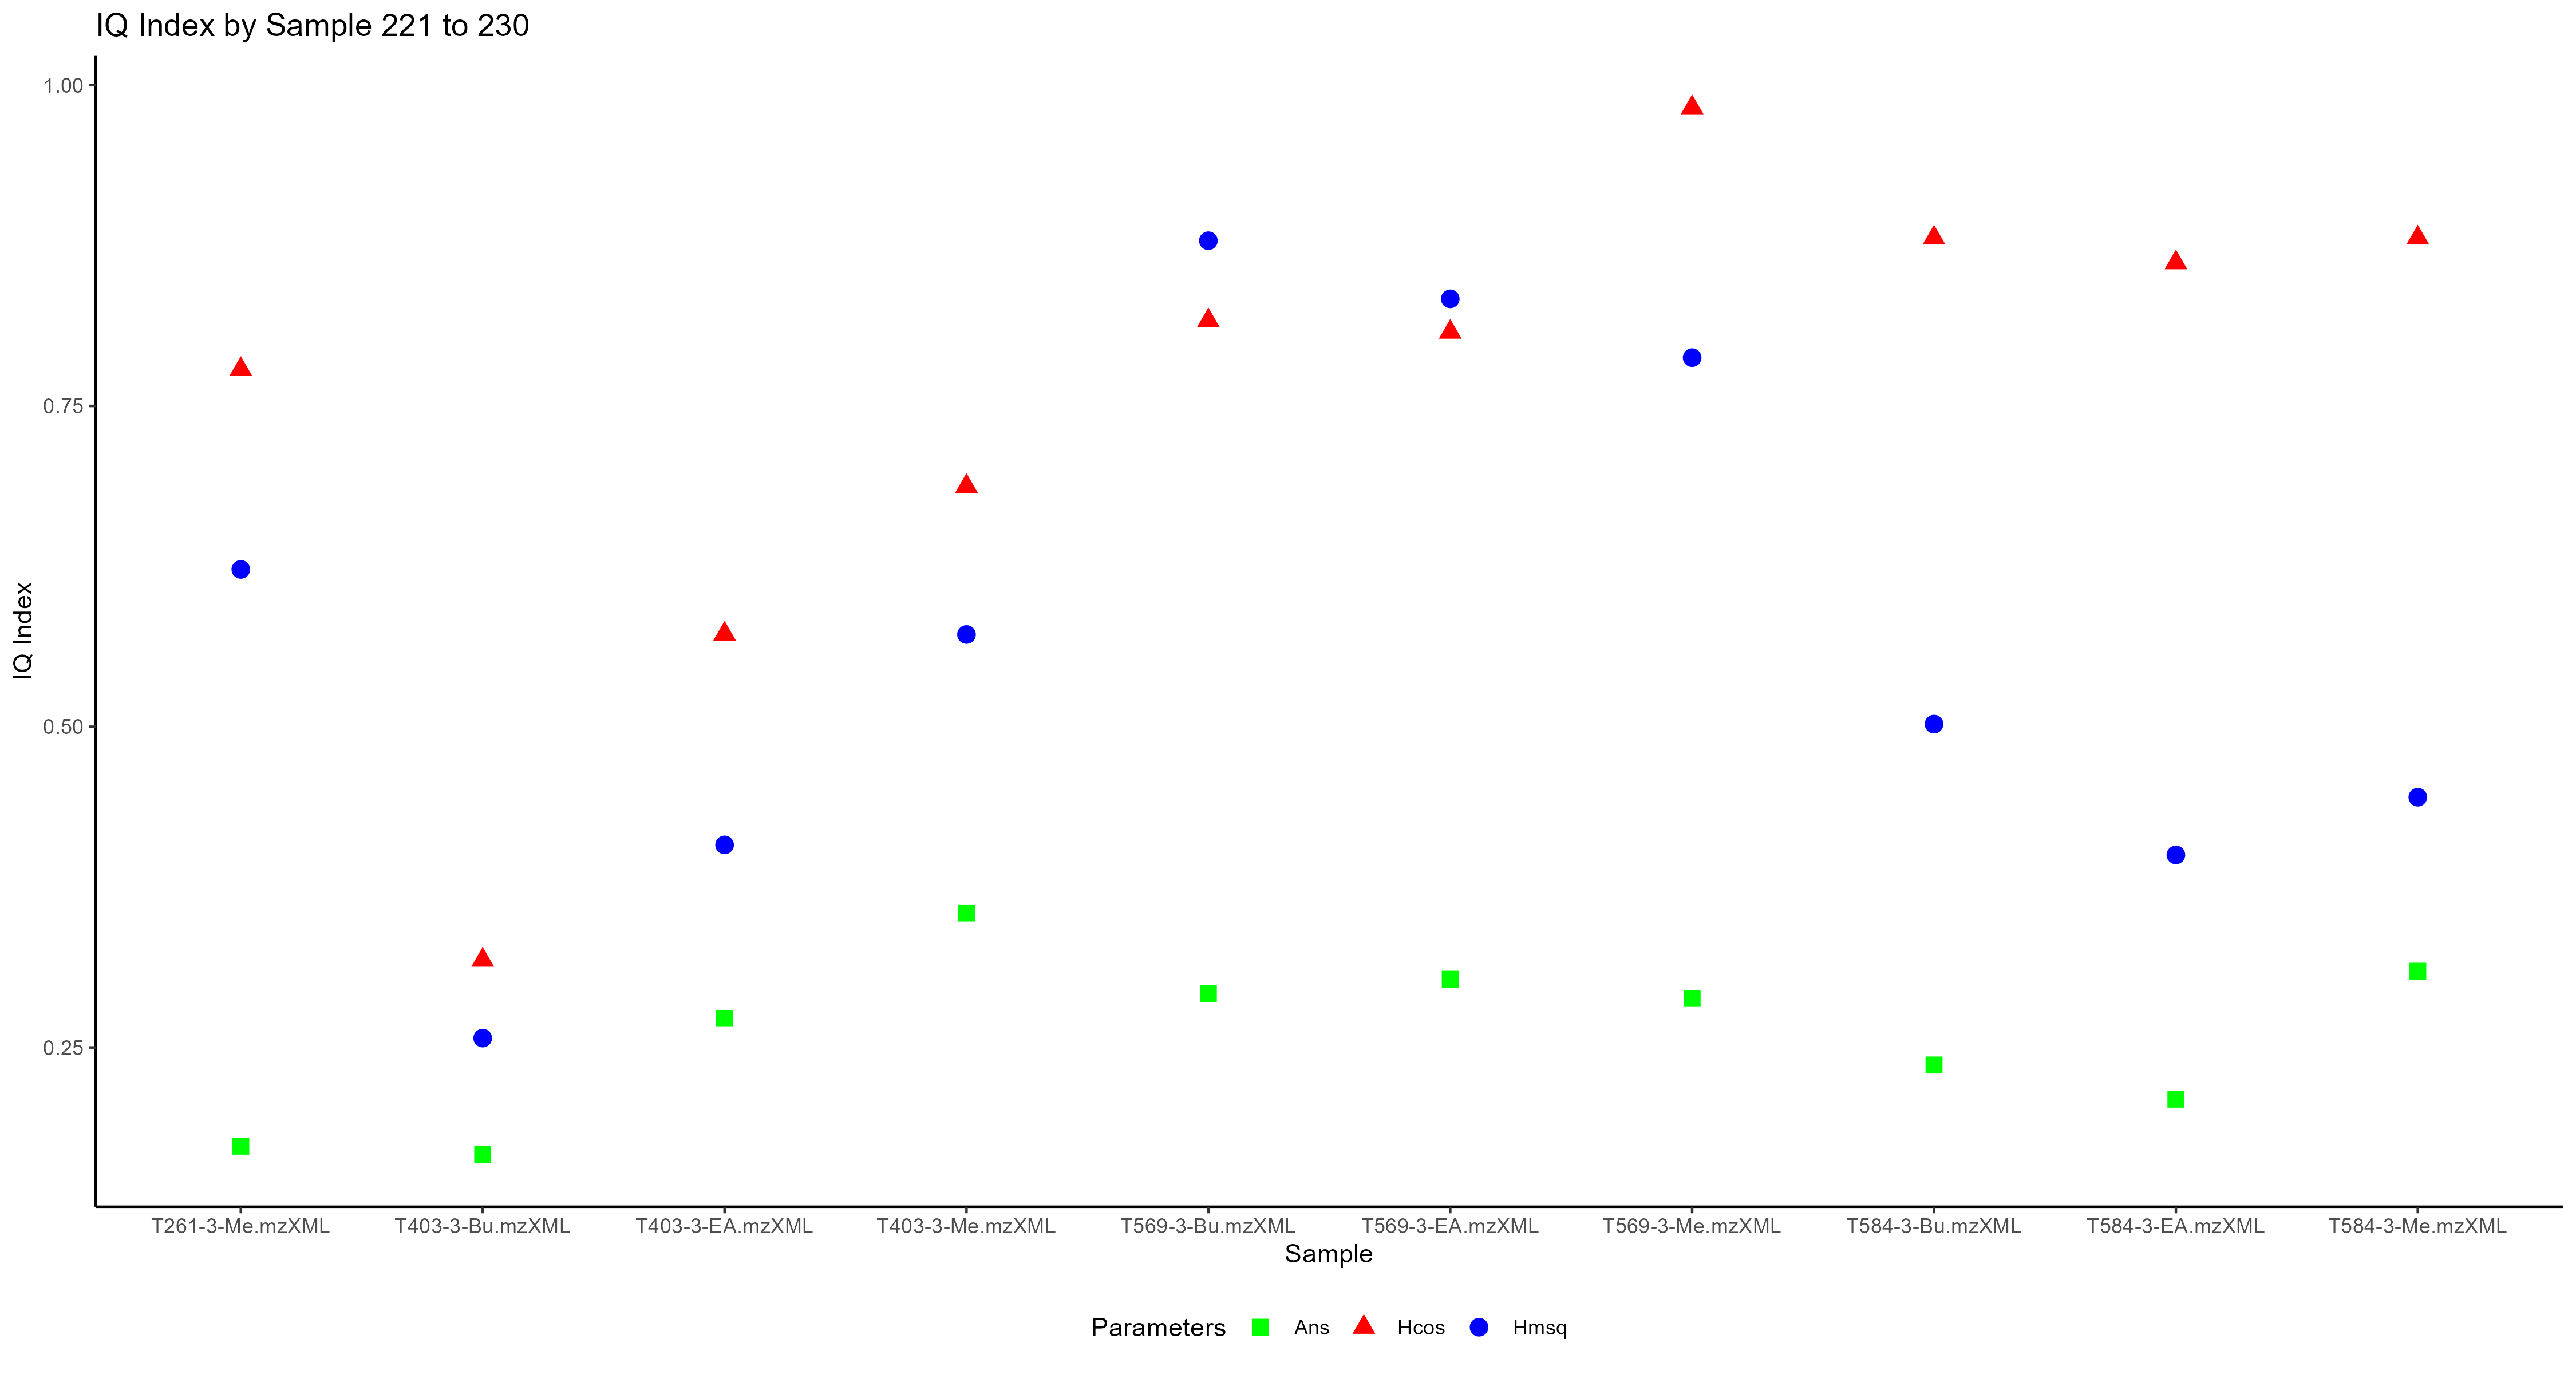 IQ Index by Sample 221 to 230
IQ Index
1.00
0.75
0.50
0.25
T261-3-Me.mzXML T403-3-Bu.mzXML T403-3-EA.mzXML T403-3-Me.mzXML T569-3-Bu.mzXML T569-3-EA.mzXML T569-3-Me.mzXML T584-3-Bu.mzXML T584-3-EA.mzXML T584-3-Me.mzXML
Sample
Parameters Ans Hcos Hmsq